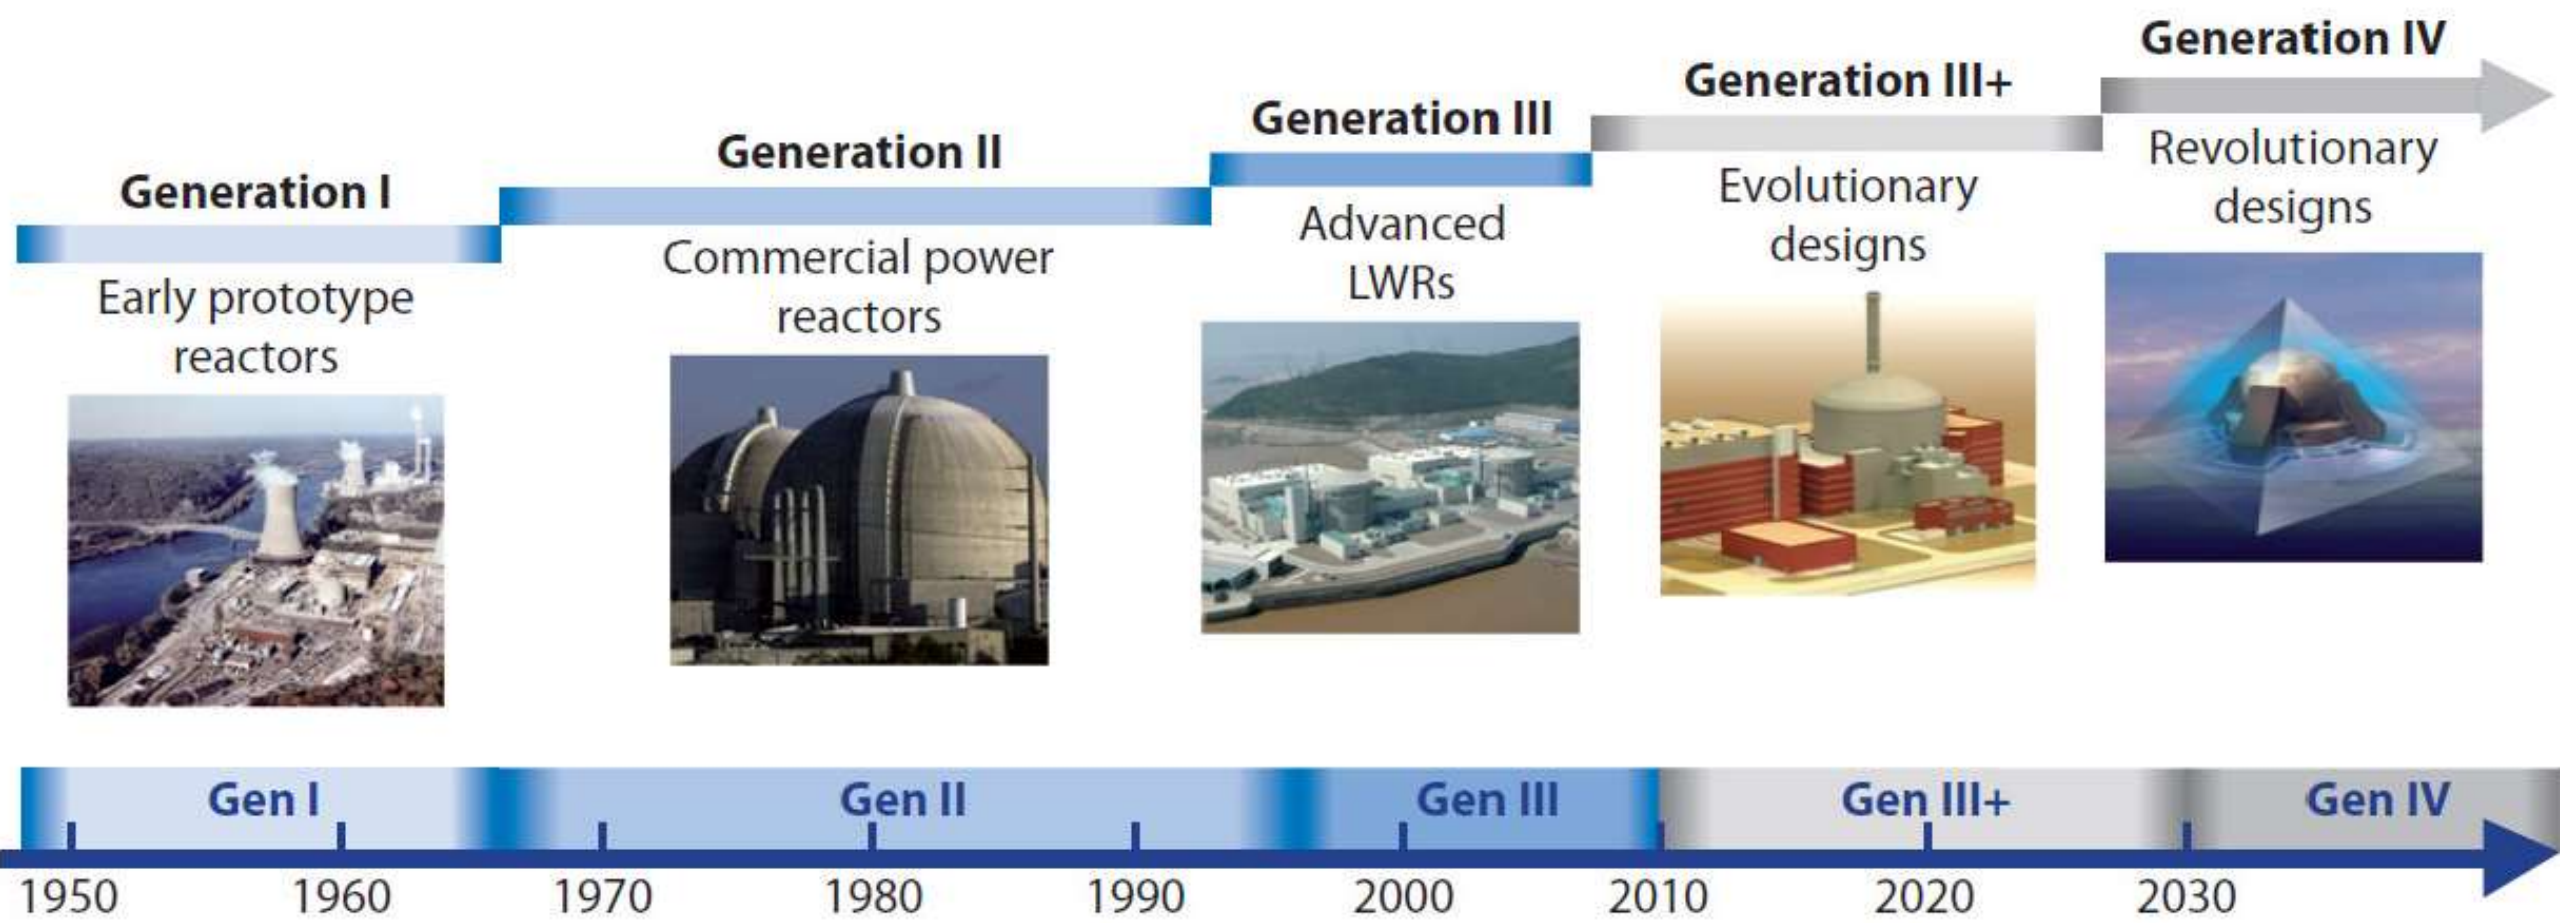 Generation I
Early prototype
reactors
Generation II
Commercial power
reactors
Generation III
Advanced
LWRs
Generation III+
Evolutionary
designs
Generation IV
Revolutionary
designs
Gen I Gen II Gen III Gen III+ Gen IV
1950 1960 1970 1980 1990 2000 2010 2020 2030